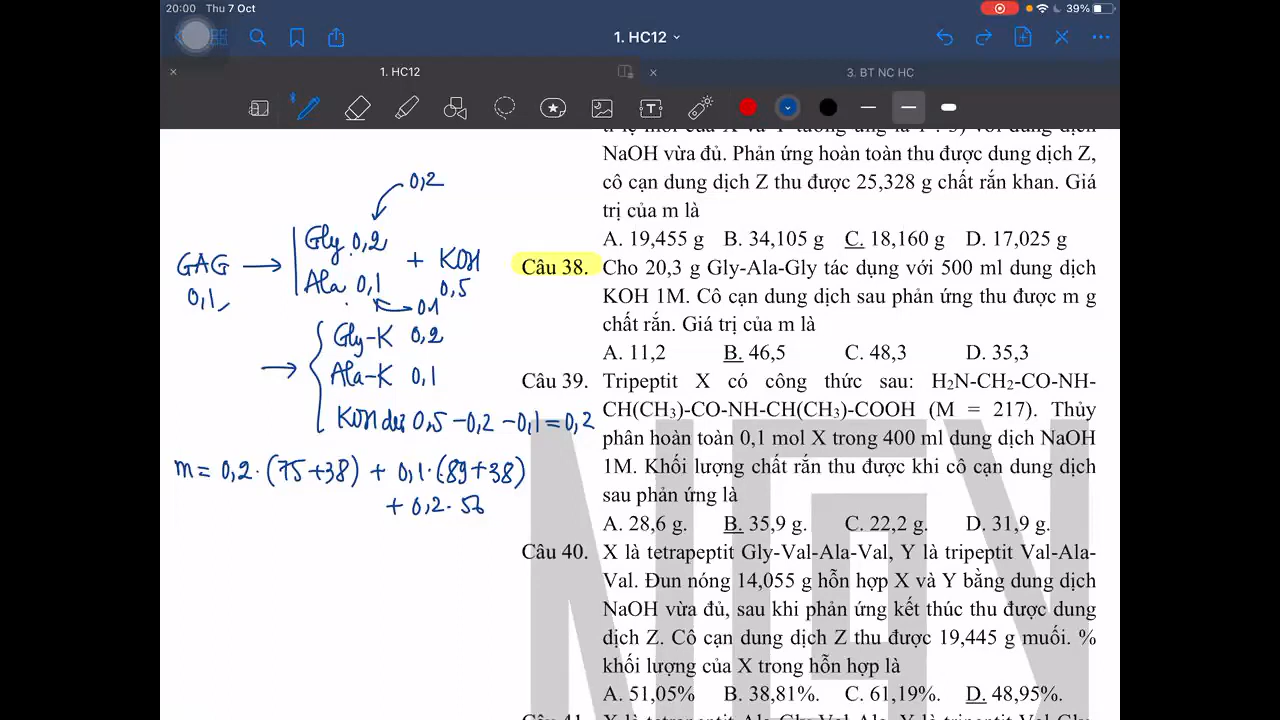 20:00 Thu 7 Oct
39%
1. HC12
1. HC12
3. BT NC HC
NaOH vừa đủ. Phản ứng hoàn toàn thu được dung dịch Z,
cô cạn dung dịch Z thu được 25,328 g chất rắn khan. Giá
trị của m là
A. 19,455 g B. 34,105 g C. 18,160 g D. 17,025 g
Câu 38. Cho 20,3 g Gly-Ala-Gly tác dụng với 500 ml dung dịch
KOH 1M. Cô cạn dung dịch sau phản ứng thu được m g
chất rắn. Giá trị của m là
A. 11,2 B. 46,5 C. 48,3 D. 35,3
Câu 39. Tripeptit X có công thức sau: H₂N-CH₂-CO-NH-
CH(CH₃)-CO-NH-CH(CH₃)-COOH (M = 217). Thủy
phân hoàn toàn 0,1 mol X trong 400 ml dung dịch NaOH
1M. Khối lượng chất rắn thu được khi cô cạn dung dịch
sau phản ứng là
A. 28,6 g. B. 35,9 g. C. 22,2 g. D. 31,9 g.
Câu 40. X là tetrapeptit Gly-Val-Ala-Val, Y là tripeptit Val-Ala-
Val. Đun nóng 14,055 g hỗn hợp X và Y bằng dung dịch
NaOH vừa đủ, sau khi phản ứng kết thúc thu được dung
dịch Z. Cô cạn dung dịch Z thu được 19,445 g muối. %
khối lượng của X trong hỗn hợp là
A. 51,05% B. 38,81%. C. 61,19%. D. 48,95%.
0,2
Gly 0,2
GAG → + KOH
Ala 0,1
0,1 0,5
0,1
Gly-K 0,2
→ Ala-K 0,1
KOH dư 0,5 - 0,2 - 0,1 = 0,2
m = 0,2 . (75+38) + 0,1 . (89+38)
+ 0,2 . 56